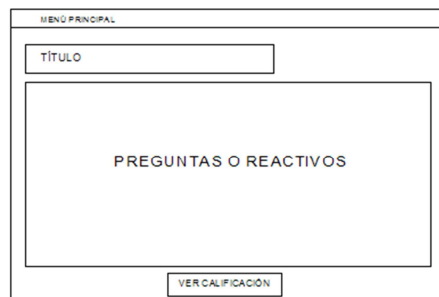 MENÚ PRINCIPAL
TÍTULO
PREGUNTAS O REACTIVOS
VER CALIFICACIÓN